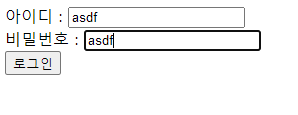 아이디 : asdf
비밀번호 : asdf
로그인